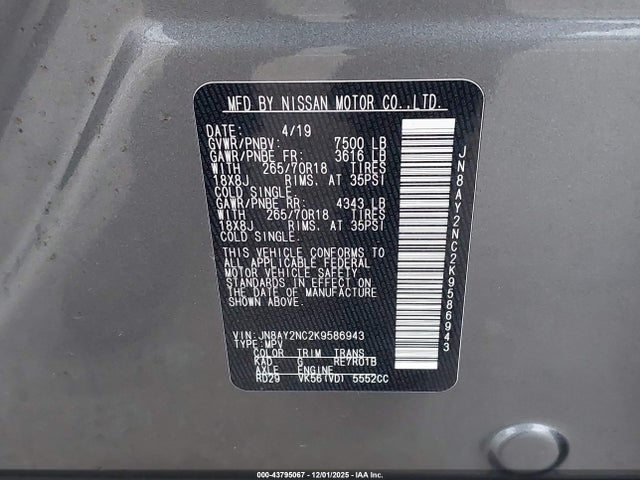 MFD BY NISSAN MOTOR CO.,LTD.
DATE: 4/19
GVWR/PNBV: 7500 LB
GAWR/PNBE FR: 3616 LB
WITH 265/70R18 TIRES
18X8J RIMS. AT 35PSI
COLD SINGLE.
GAWR/PNBE RR: 4343 LB
WITH 265/70R18 TIRES
18X8J RIMS. AT 35PSI
COLD SINGLE.
THIS VEHICLE CONFORMS TO
ALL APPLICABLE FEDERAL
MOTOR VEHICLE SAFETY
STANDARDS IN EFFECT ON
THE DATE OF MANUFACTURE
SHOWN ABOVE.
VIN: JN8AY2NC2K9586943
TYPE:MPV
COLOR TRIM TRANS
KAD G RE7R01B
AXLE ENGINE
RD29 VK56(VD) 5552CC
JN8AY2NC2K9586943
000-43795067 - 12/01/2025 - IAA Inc.